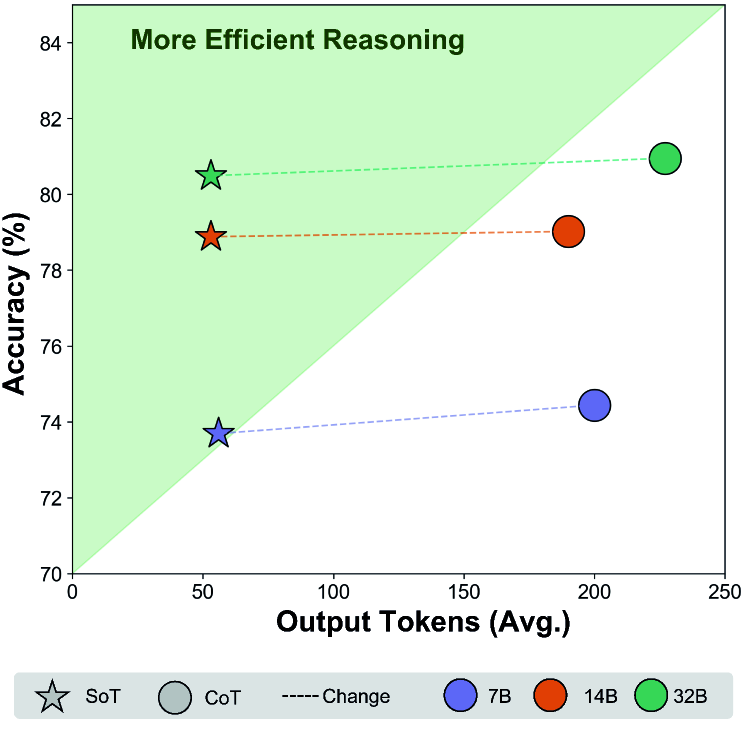 More Efficient Reasoning
84
82
80
78
76
74
72
70
Accuracy (%)
0 50 100 150 200 250
Output Tokens (Avg.)
SoT CoT Change 7B 14B 32B